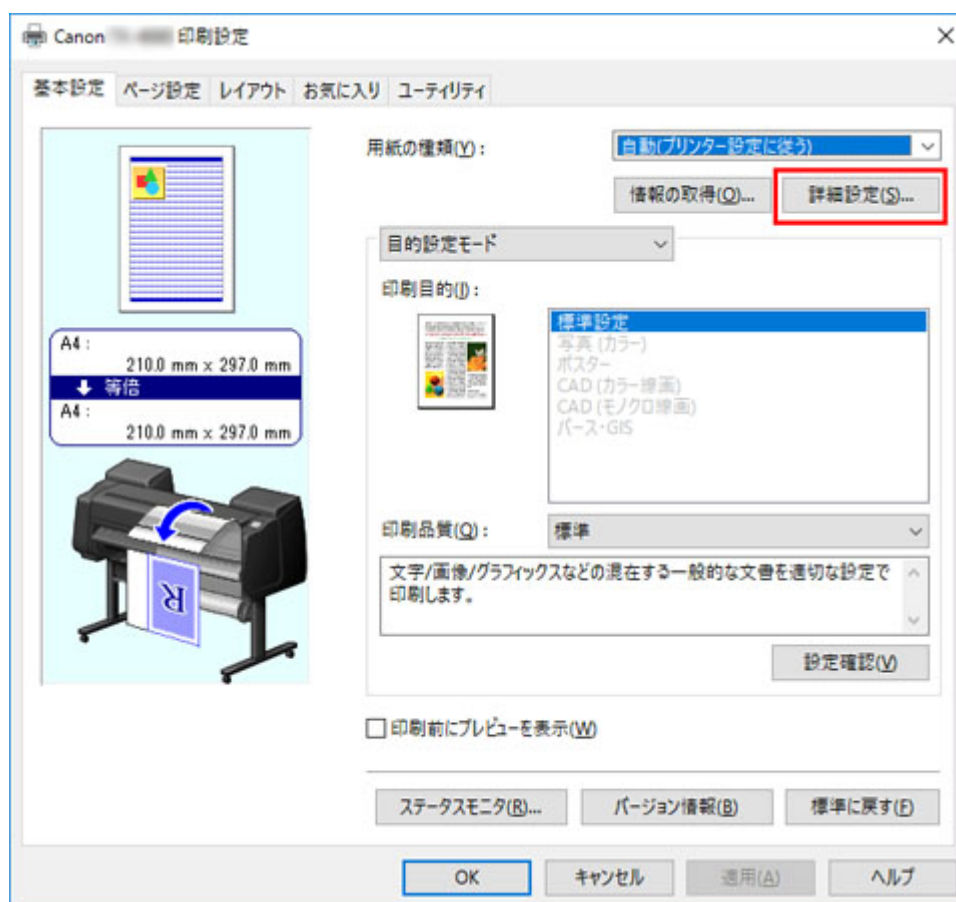 Canon 印刷設定
基本設定 ページ設定 レイアウト お気に入り ユーティリティ
用紙の種類(Y): 自動(プリンター設定に従う)
情報の取得(O)... 詳細設定(S)...
目的設定モード
印刷目的(J):
標準設定
写真 (カラー)
ポスター
CAD (カラー線画)
CAD (モノクロ線画)
パース・GIS
A4 :
210.0 mm x 297.0 mm
等倍
A4 :
210.0 mm x 297.0 mm
R
印刷品質(Q): 標準
文字/画像/グラフィックスなどの混在する一般的な文書を適切な設定で
印刷します。
設定確認(V)
印刷前にプレビューを表示(W)
ステータスモニタ(R)... バージョン情報(B) 標準に戻す(F)
OK キャンセル 適用(A) ヘルプ